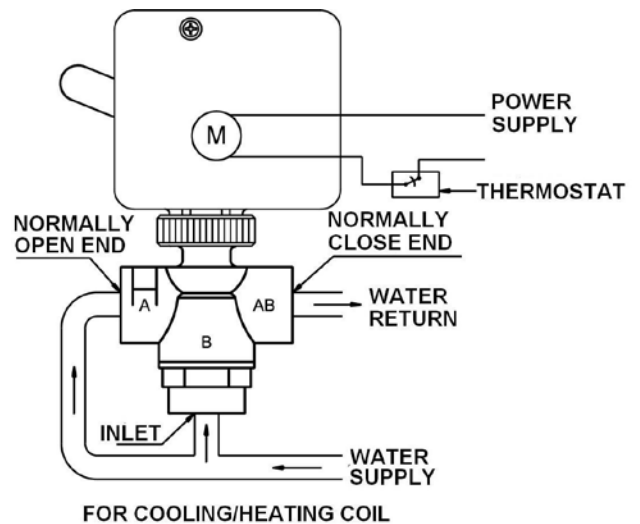 M
POWER
SUPPLY
THERMOSTAT
NORMALLY
OPEN END
NORMALLY
CLOSE END
A
AB
B
WATER
RETURN
INLET
WATER
SUPPLY
FOR COOLING/HEATING COIL